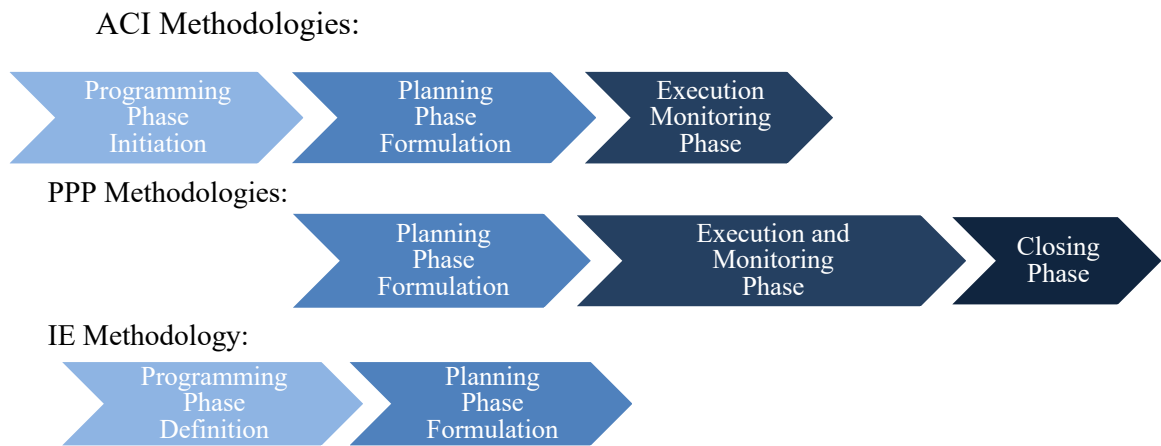 ACI Methodologies:
Programming
Phase
Initiation
Planning
Phase
Formulation
Execution
Monitoring
Phase
PPP Methodologies:
Planning
Phase
Formulation
Execution and
Monitoring
Phase
Closing
Phase
IE Methodology:
Programming
Phase
Definition
Planning
Phase
Formulation